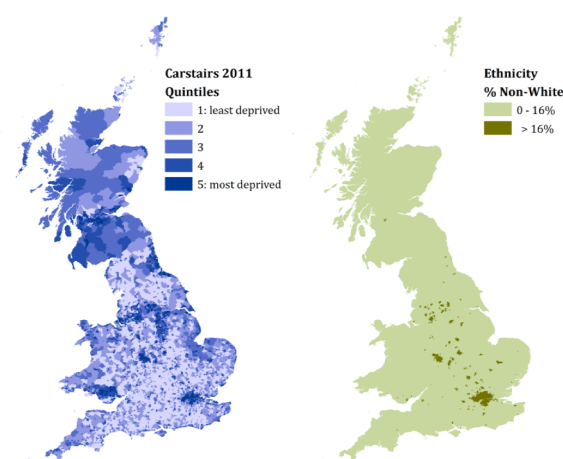 Carstairs 2011
Quintiles
1: least deprived
2
3
4
5: most deprived
Ethnicity
% Non-White
0 - 16%
> 16%